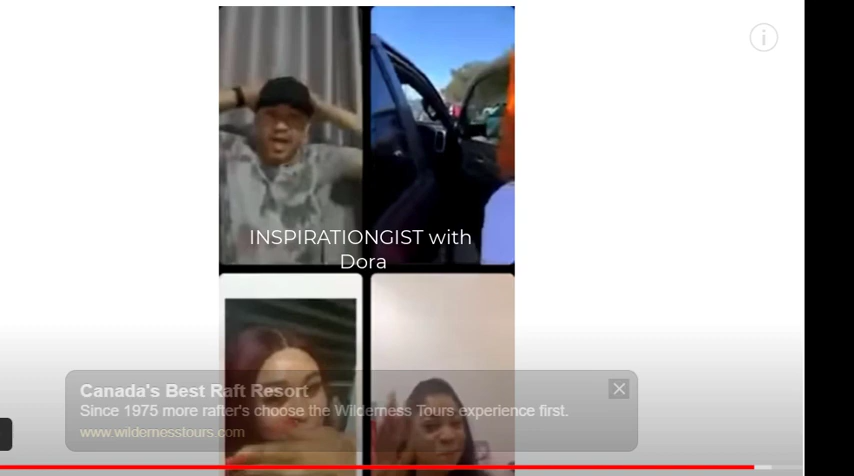 INSPIRATIONGIST with
Dora
Canada's Best Raft Resort
Since 1975 more rafter's choose the Wilderness Tours experience first.
www.wildernesstours.com